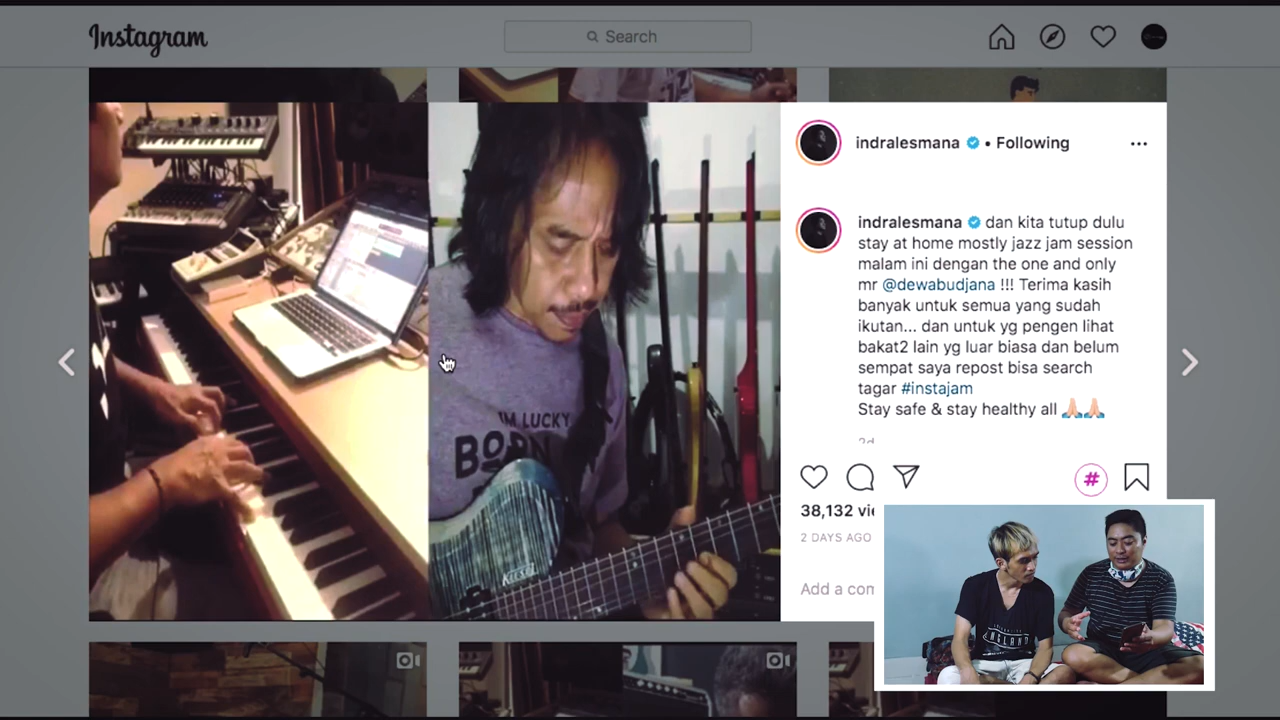 Instagram
Search
indralesmana • Following
indralesmana dan kita tutup dulu
stay at home mostly jazz jam session
malam ini dengan the one and only
mr @dewabudjana !!! Terima kasih
banyak untuk semua yang sudah
ikutan... dan untuk yg pengen lihat
bakat2 lain yg luar biasa dan belum
sempat saya repost bisa search
tagar #instajam
Stay safe & stay healthy all 🙏🏻🙏🏻
#
38,132
2 DAYS AGO
Add a com
I'M LUCKY
BORN
Kiesel
ENGLAND